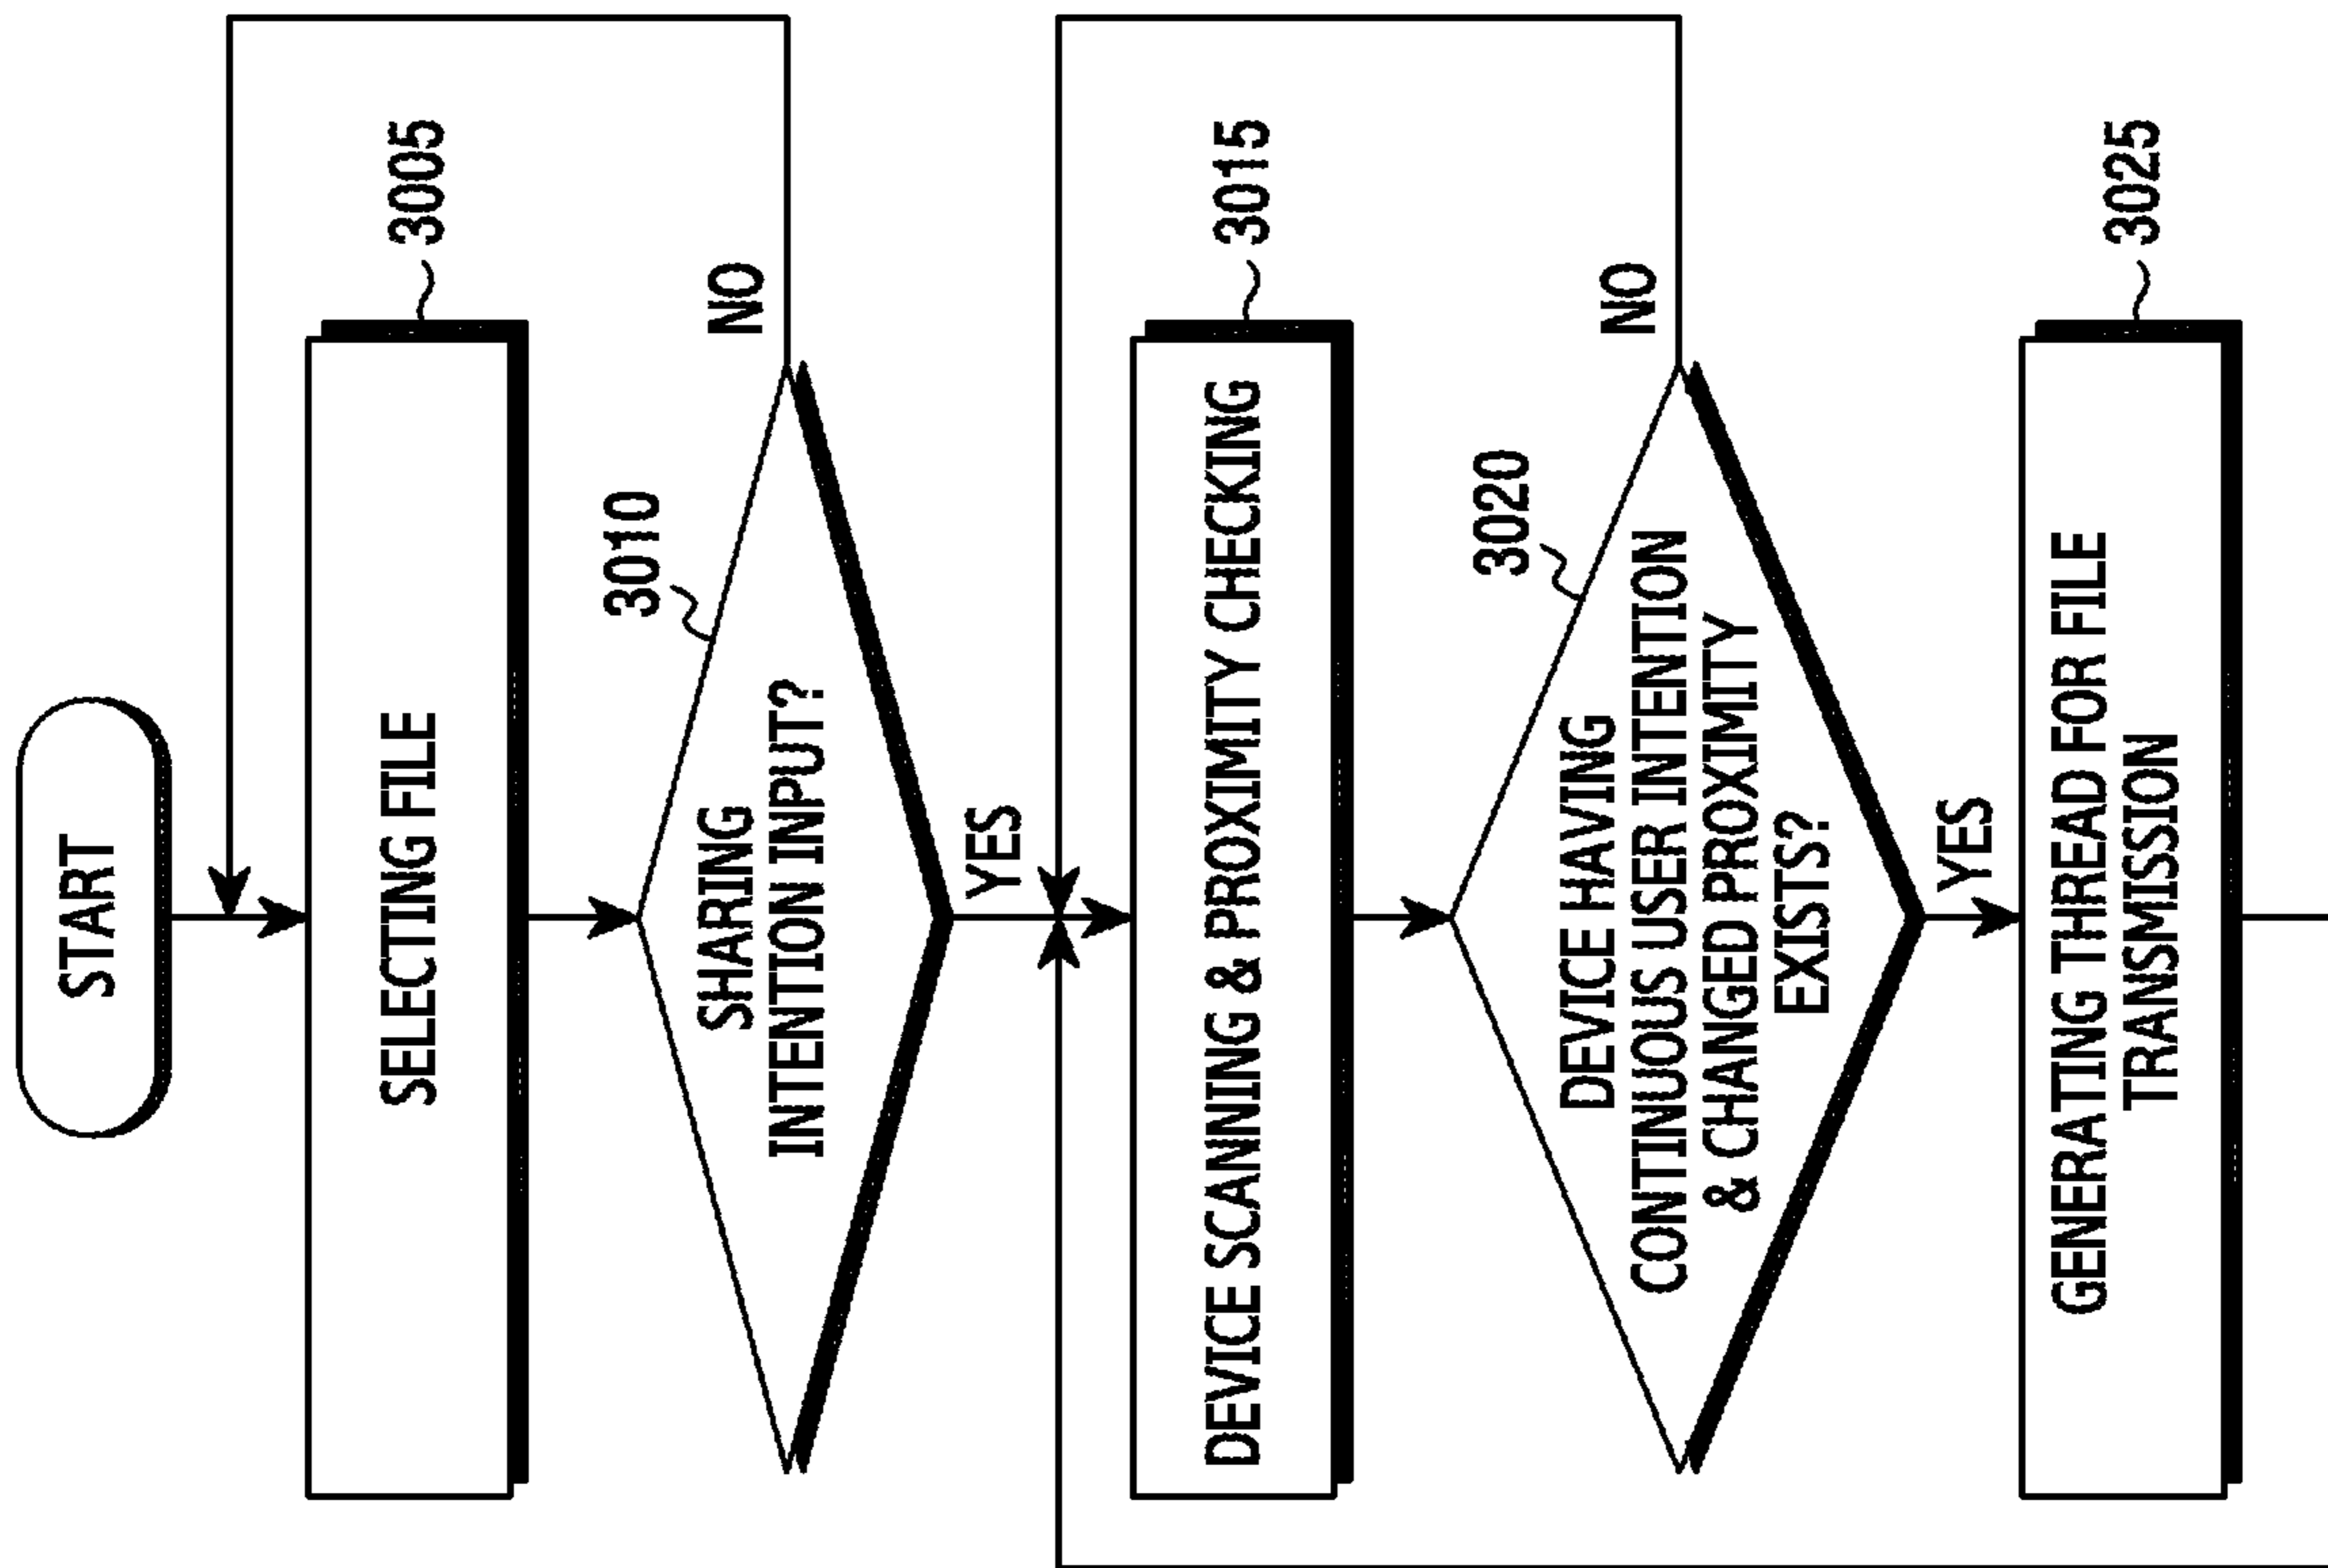 START
SELECTING FILE
3005
SHARING
INTENTION INPUT?
3010
NO
YES
DEVICE SCANNING & PROXIMITY CHECKING
3015
DEVICE HAVING
CONTINUOUS USER INTENTION
& CHANGED PROXIMITY
EXISTS?
3020
NO
YES
GENERATING THREAD FOR FILE
TRANSMISSION
3025